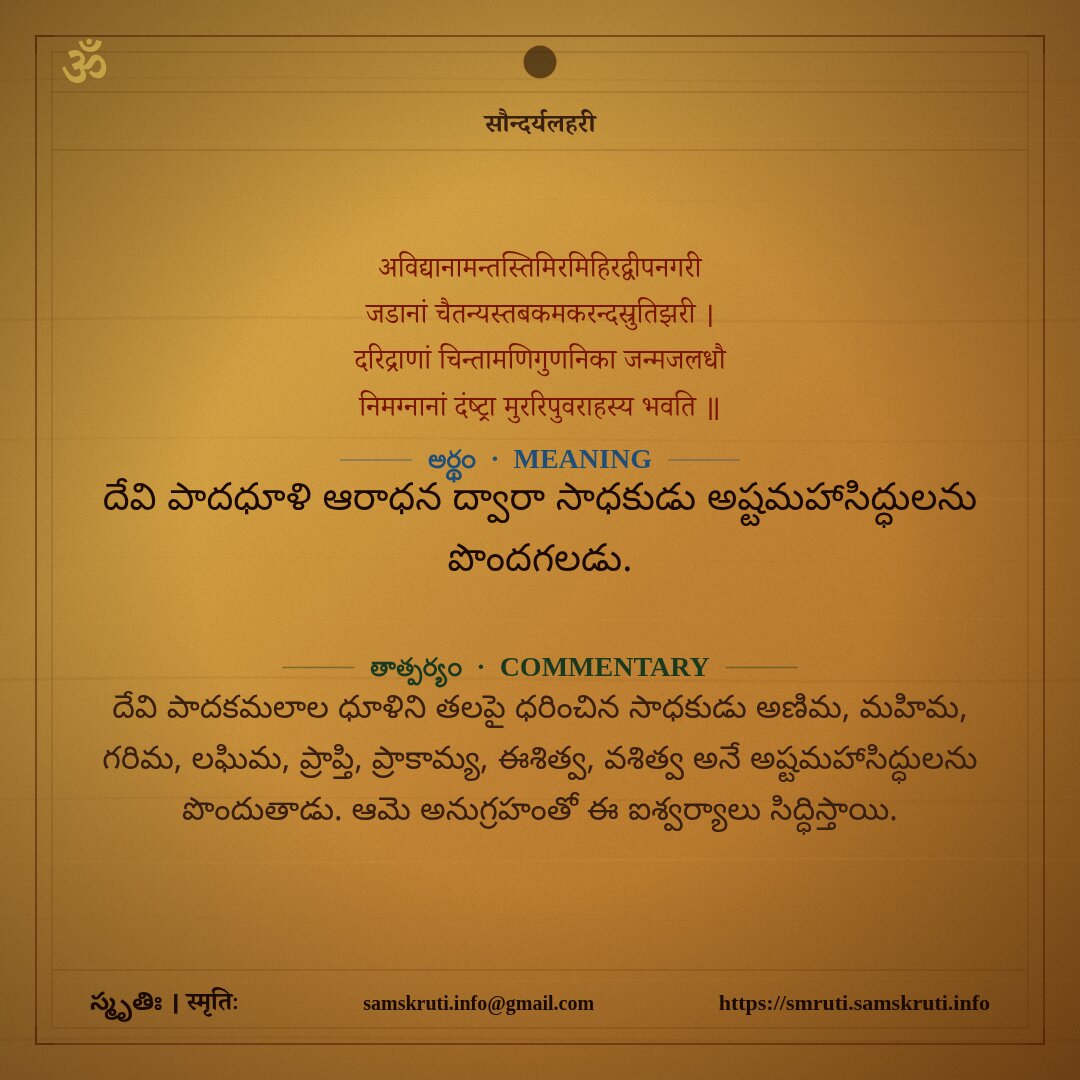 ॐ
सौन्दर्यलहरी
अविद्यानामन्तस्तिमिरमिहिरद्वीपनगरी
जडानां चैतन्यस्तबकमकरन्दस्रुतिझरी |
दरिद्राणां चिन्तामणिगुणनिका जन्मजलधौ
निमग्नानां दंष्ट्रा मुररिपुवराहस्य भवति ||
అర్థం · MEANING
దేవి పాదధూళి ఆరాధన ద్వారా సాధకుడు అష్టమహాసిద్ధులను
పొందగలడు.
తాత్పర్యం · COMMENTARY
దేవి పాదకమలాల ధూళిని తలపై ధరించిన సాధకుడు అణిమ, మహిమ,
గరిమ, లఘిమ, ప్రాప్తి, ప్రాకామ్య, ఈశిత్వ, వశిత్వ అనే అష్టమహాసిద్ధులను
పొందుతాడు. ఆమె అనుగ్రహంతో ఈ ఐశ్వర్యాలు సిద్ధిస్తాయి.
స్మృతిః | स्मृतिः samskruti.info@gmail.com https://smruti.samskruti.info